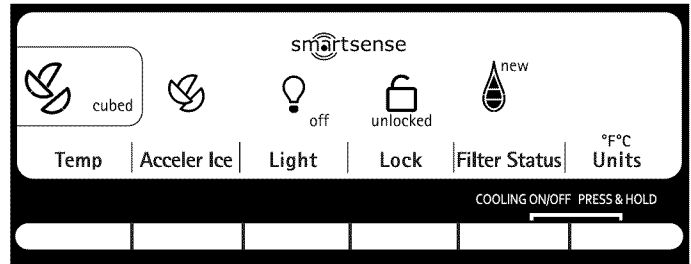 smartsense
new
cubed
off
unlocked
°F°C
Temp Acceler Ice Light Lock Filter Status Units
COOLING ON/OFF PRESS & HOLD